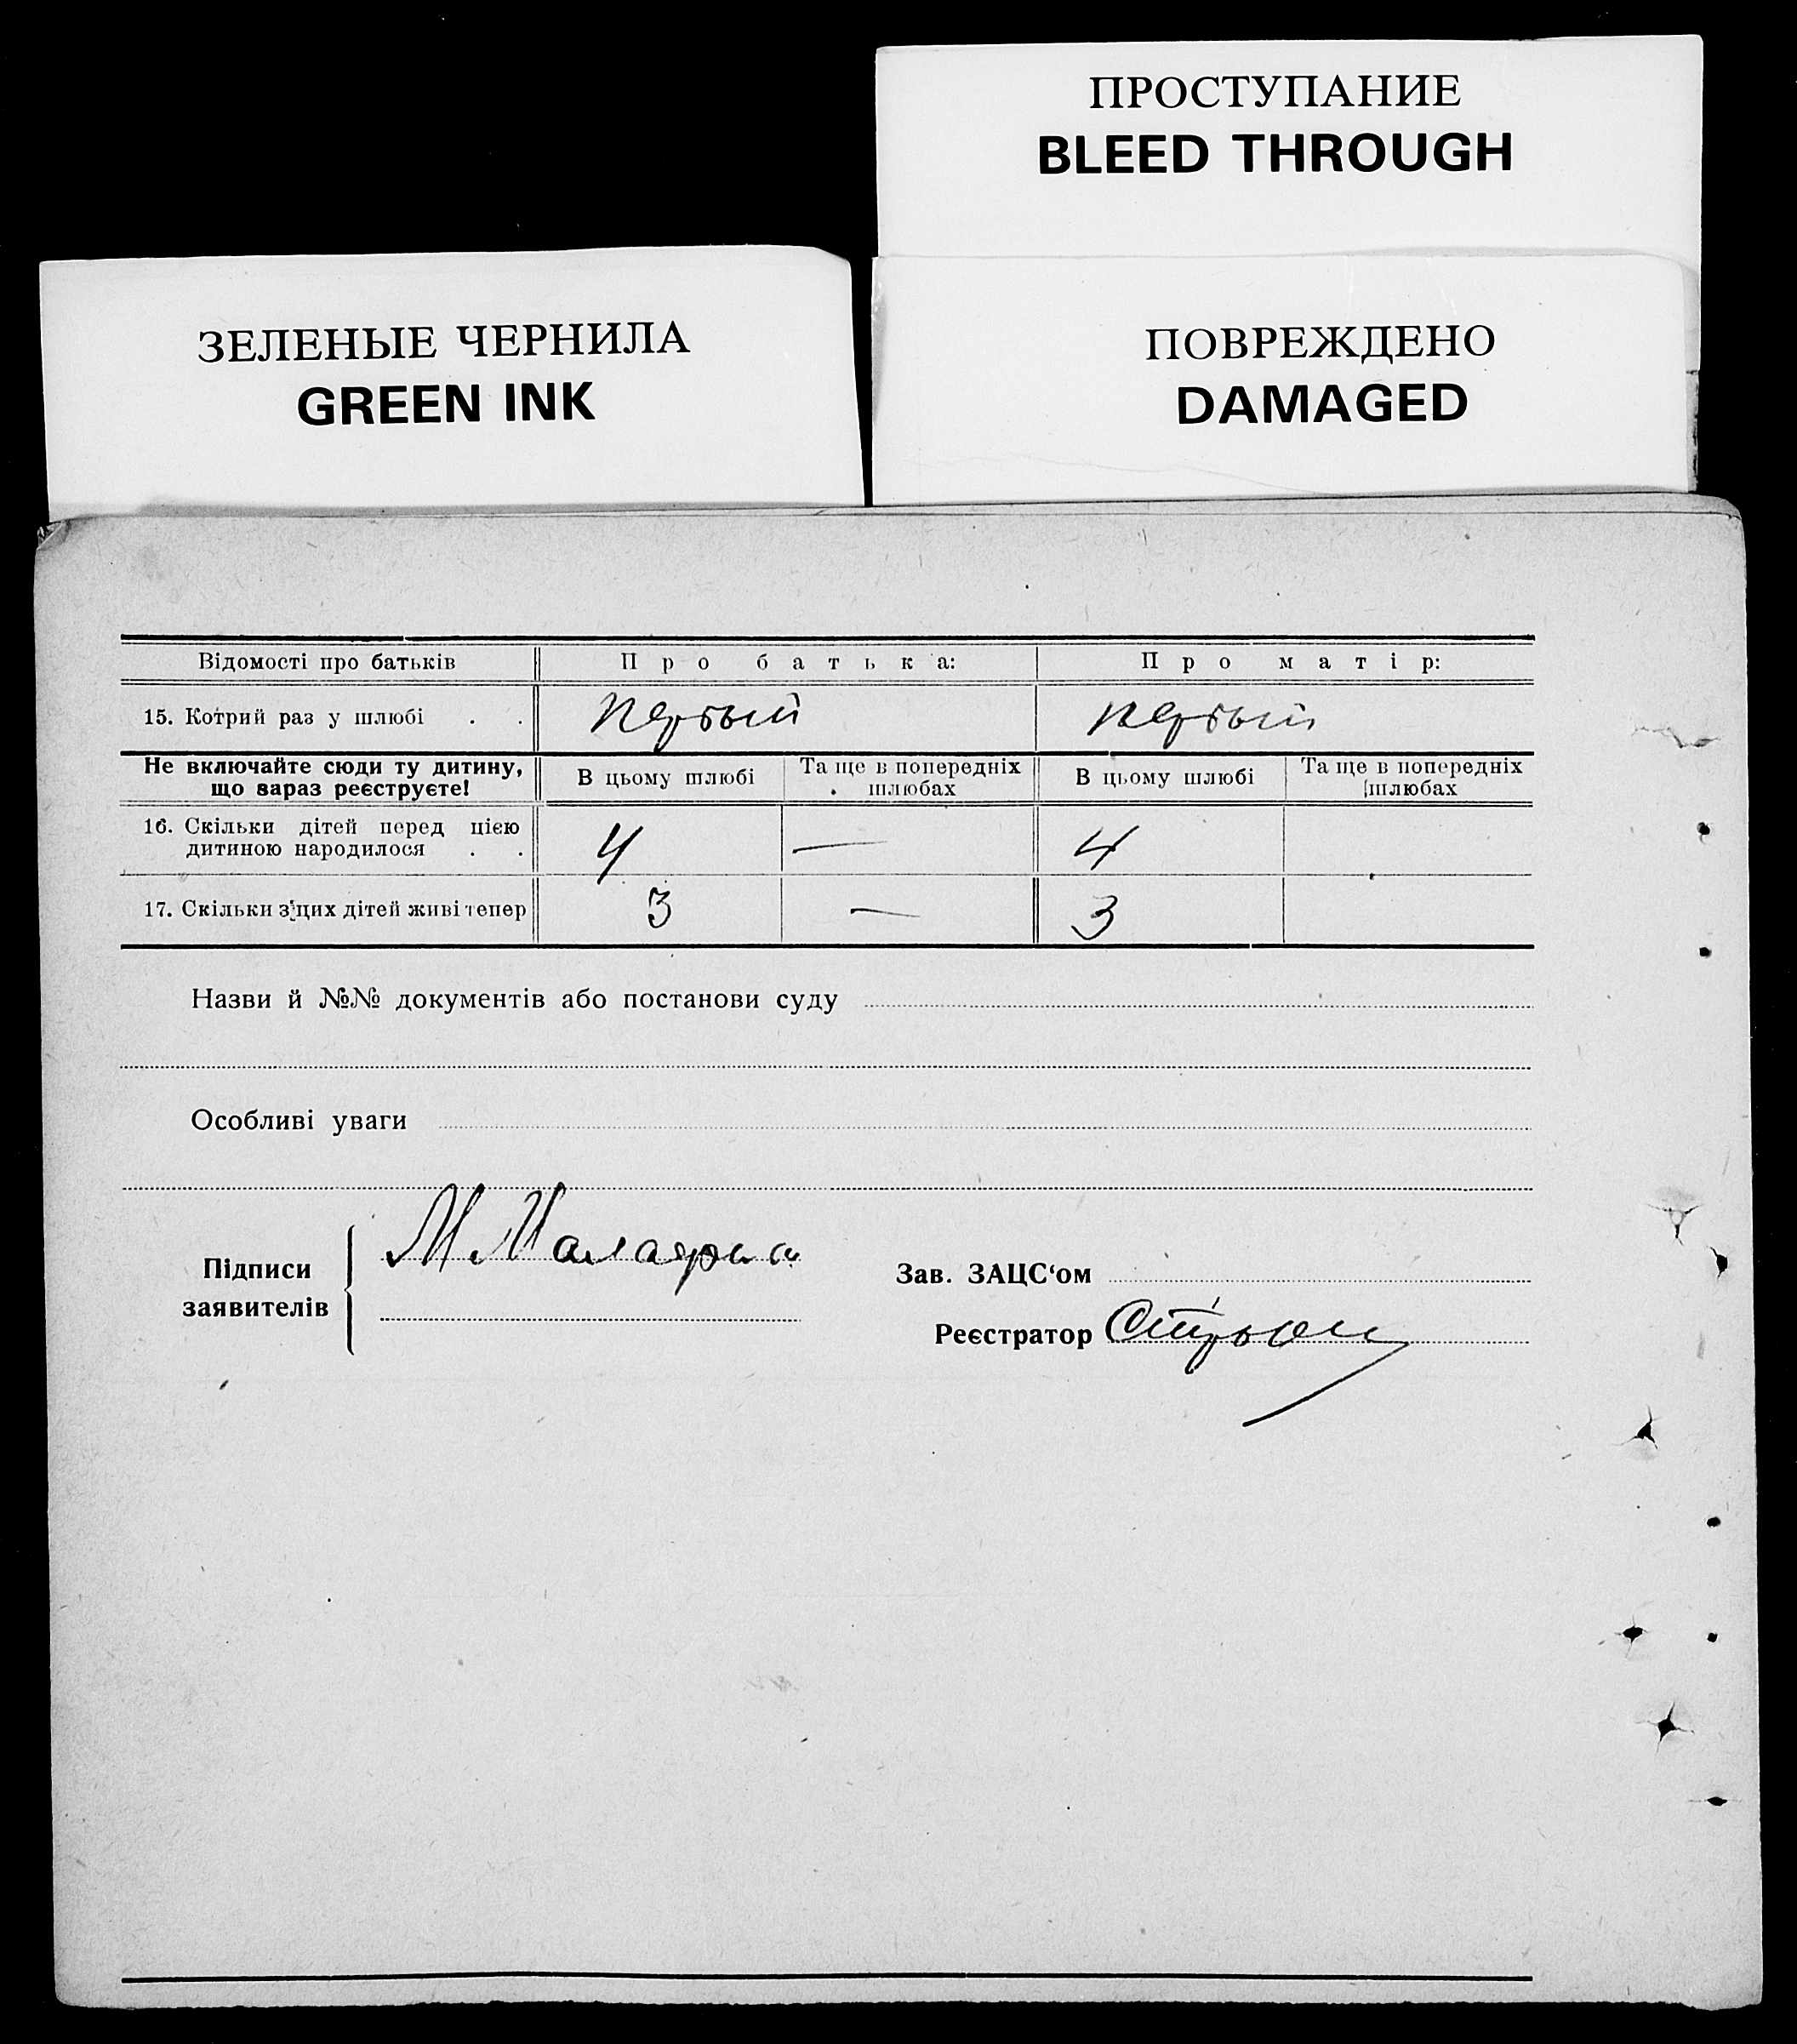 ПРОСТУПАНИЕ
BLEED THROUGH
ЗЕЛЕНЫЕ ЧЕРНИЛА
GREEN INK
ПОВРЕЖДЕНО
DAMAGED
Відомості про батьків Про батька: Про матір:
15. Котрий раз у шлюбі . . первый первый
Не включайте сюди ту дитину, що зараз реєструєте! В цьому шлюбі Та ще в попередніх шлюбах В цьому шлюбі Та ще в попередніх шлюбах
16. Скільки дітей перед цією
дитиною народилося . . 4 — 4
17. Скільки з цих дітей живі тепер 3 — 3
Назви й №№ документів або постанови суду
Особливі уваги
Підписи
заявителів
М
Зав. ЗАЦС‘ом
Реєстратор